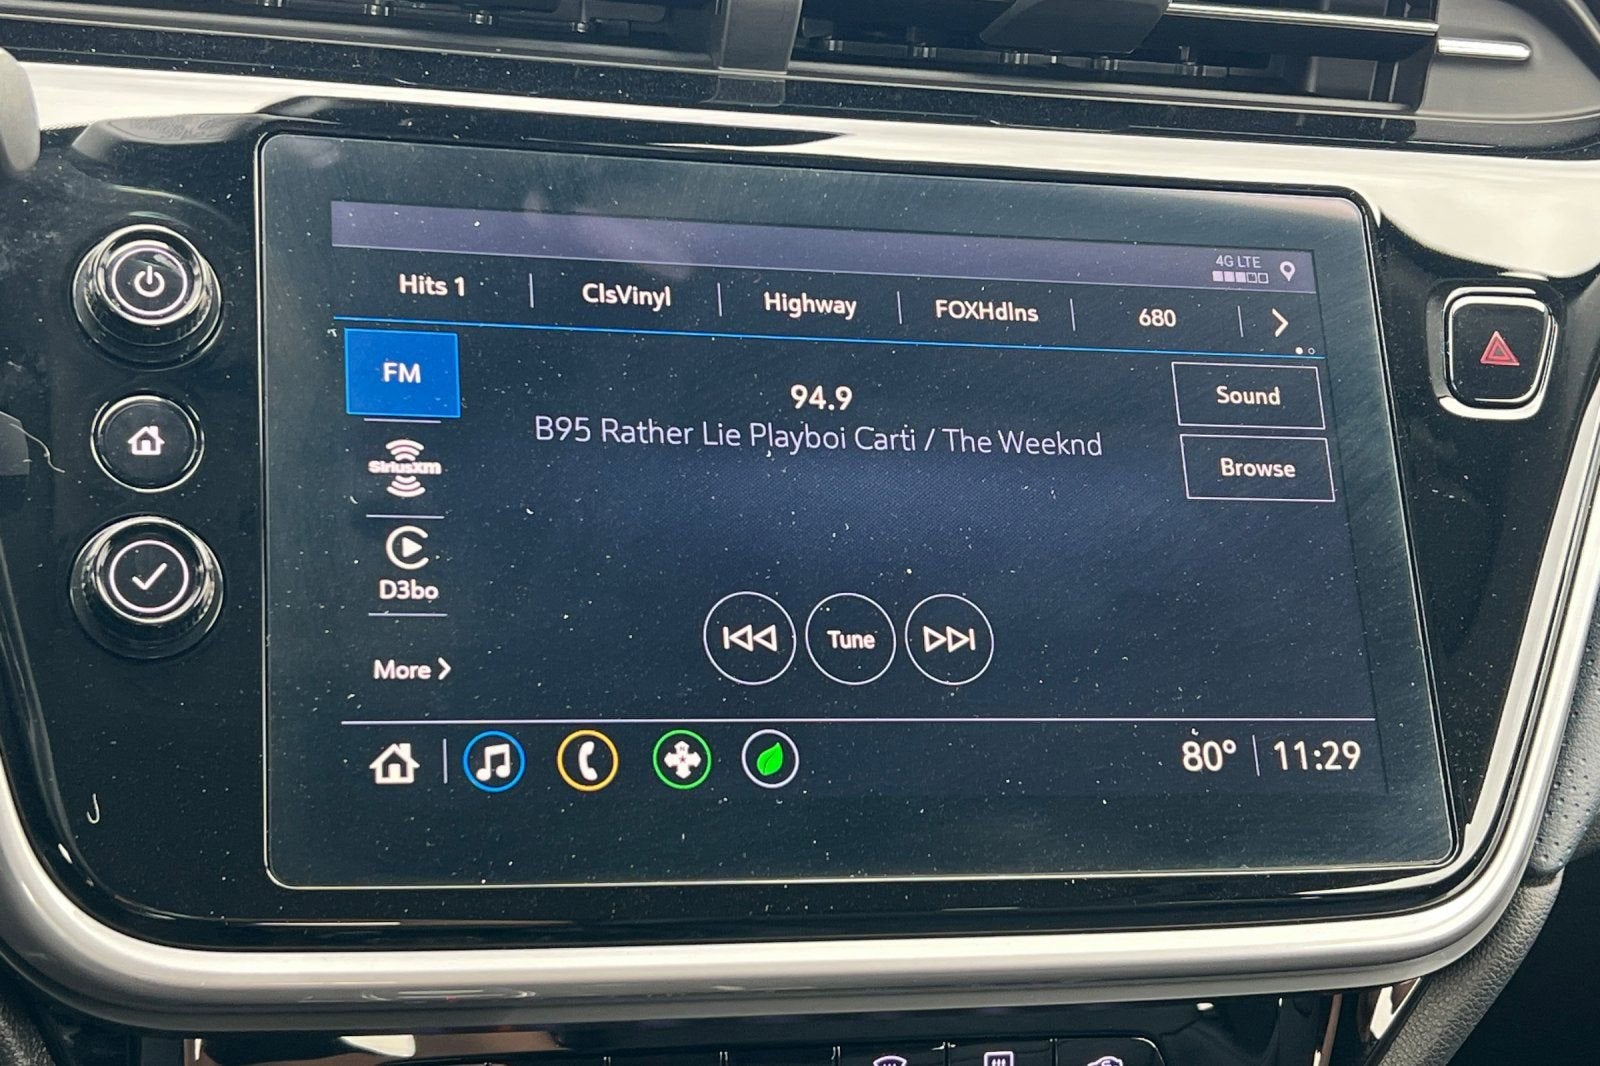 4G LTE
Hits 1 ClsVinyl Highway FOXHdlns 680
FM
94.9
Sound
B95 Rather Lie Playboi Carti / The Weeknd
SiriusXM
Browse
D3bo
Tune
More
80° 11:29